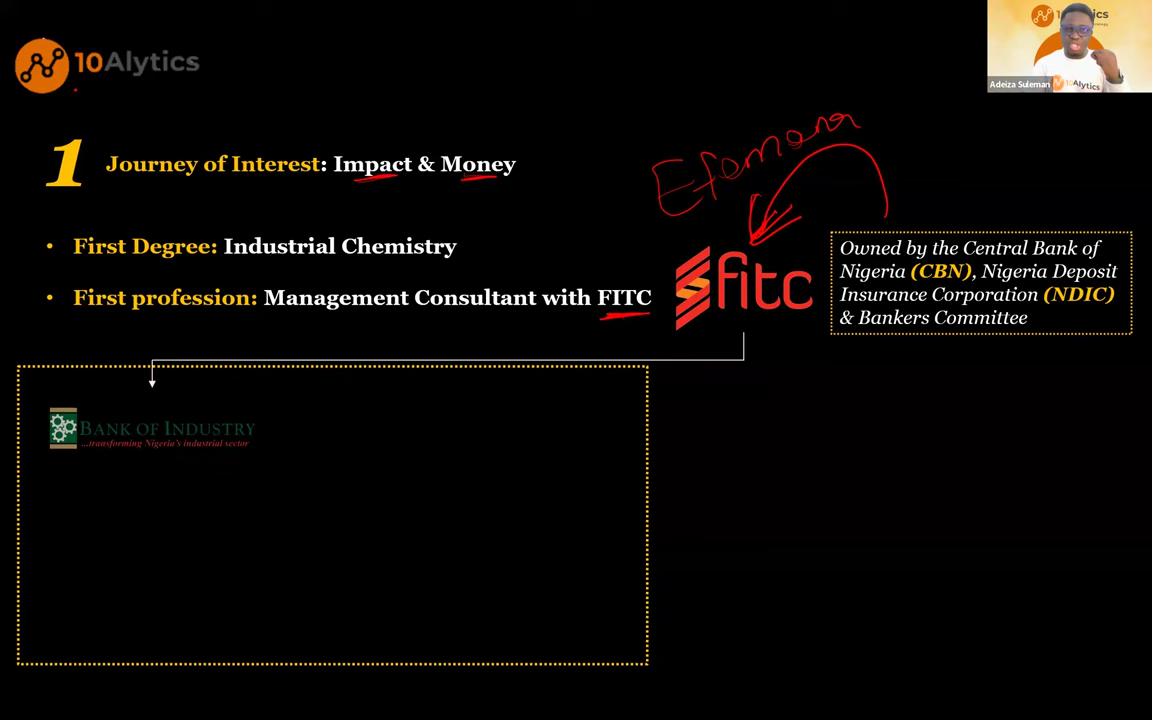 10Alytics
Adeiza Suleman
10Alytics
1 Journey of Interest: Impact & Money
Efomana
• First Degree: Industrial Chemistry
• First profession: Management Consultant with FITC
fitc
Owned by the Central Bank of
Nigeria (CBN), Nigeria Deposit
Insurance Corporation (NDIC)
& Bankers Committee
BANK OF INDUSTRY
...transforming Nigeria's industrial sector